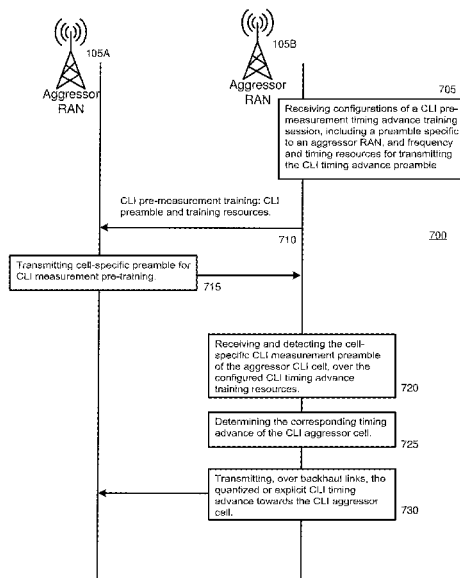 105A
105B
Aggressor
RAN
Aggressor
RAN
705
Receiving configurations of a CLI pre-
measurement timing advance training
session, including a preamble specific
to an aggressor RAN, and frequency
and timing resources for transmitting
the CLI timing advance preamble
CLI pre-measurement training: CLI
preamble and training resources.
710
700
Transmitting cell-specific preamble for
CLI measurement pre-training.
715
Receiving and detecting the cell-
specific CLI measurement preamble
of the aggressor CLI cell, over the
configured CLI timing advance
training resources.
720
Determining the corresponding timing
advance of the CLI aggressor cell.
725
Transmitting, over backhaul links, the
quantized or explicit CLI timing
advance towards the CLI aggressor
cell.
730